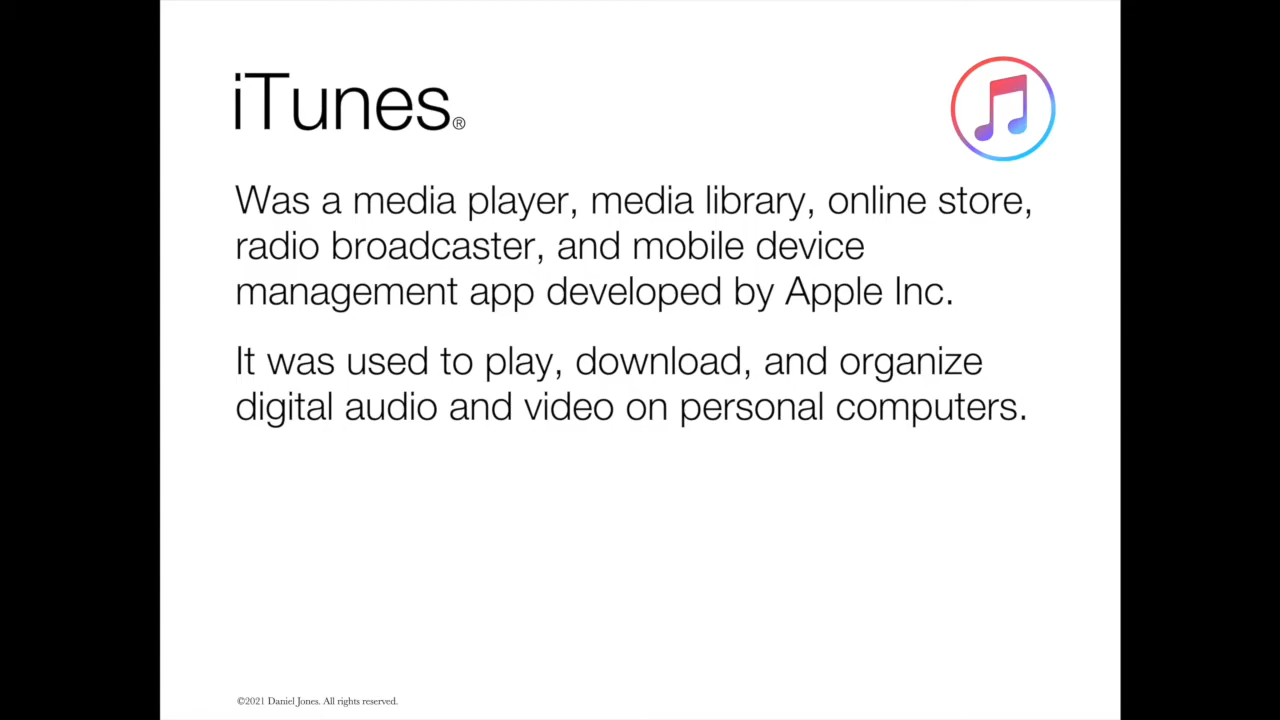 iTunes®
Was a media player, media library, online store,
radio broadcaster, and mobile device
management app developed by Apple Inc.
It was used to play, download, and organize
digital audio and video on personal computers.
©2021 Daniel Jones. All rights reserved.